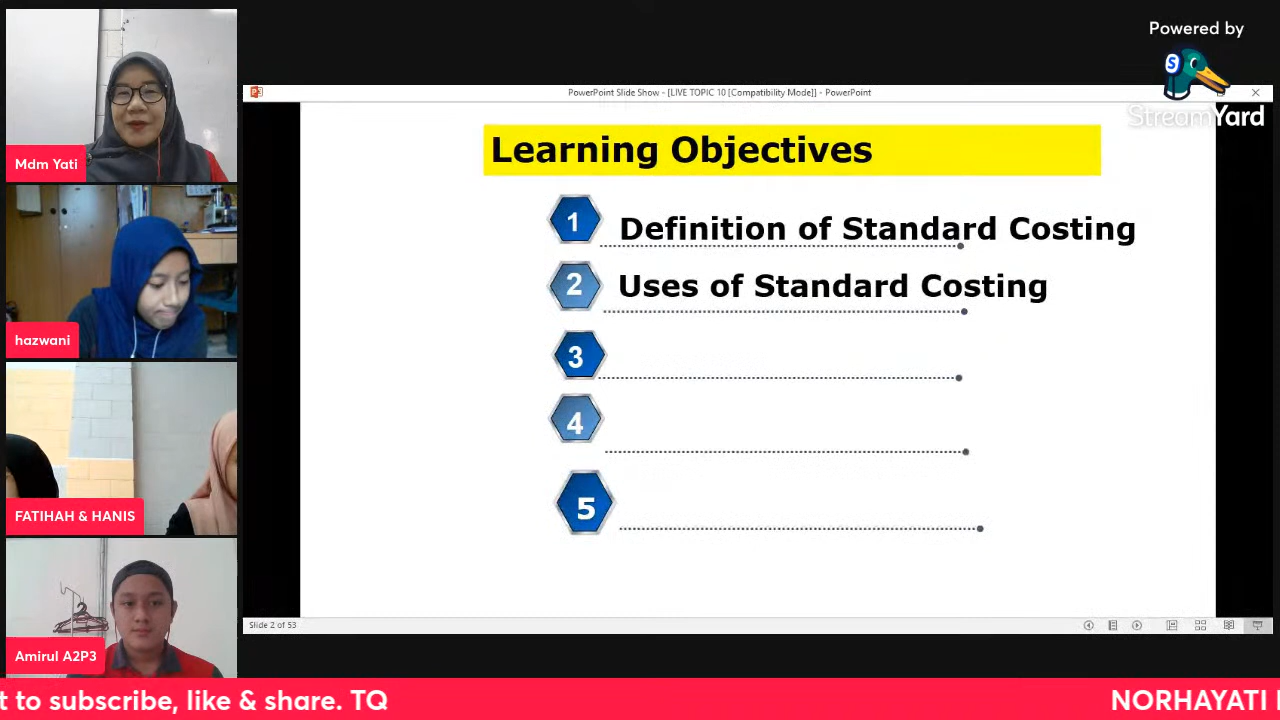 Powered by
StreamYard
PowerPoint Slide Show - [LIVE TOPIC 10 [Compatibility Mode]] - PowerPoint
Learning Objectives
1 Definition of Standard Costing
2 Uses of Standard Costing
3
4
5
Slide 2 of 53
Mdm Yati
hazwani
FATIHAH & HANIS
Amirul A2P3
t to subscribe, like & share. TQ
NORHAYATI